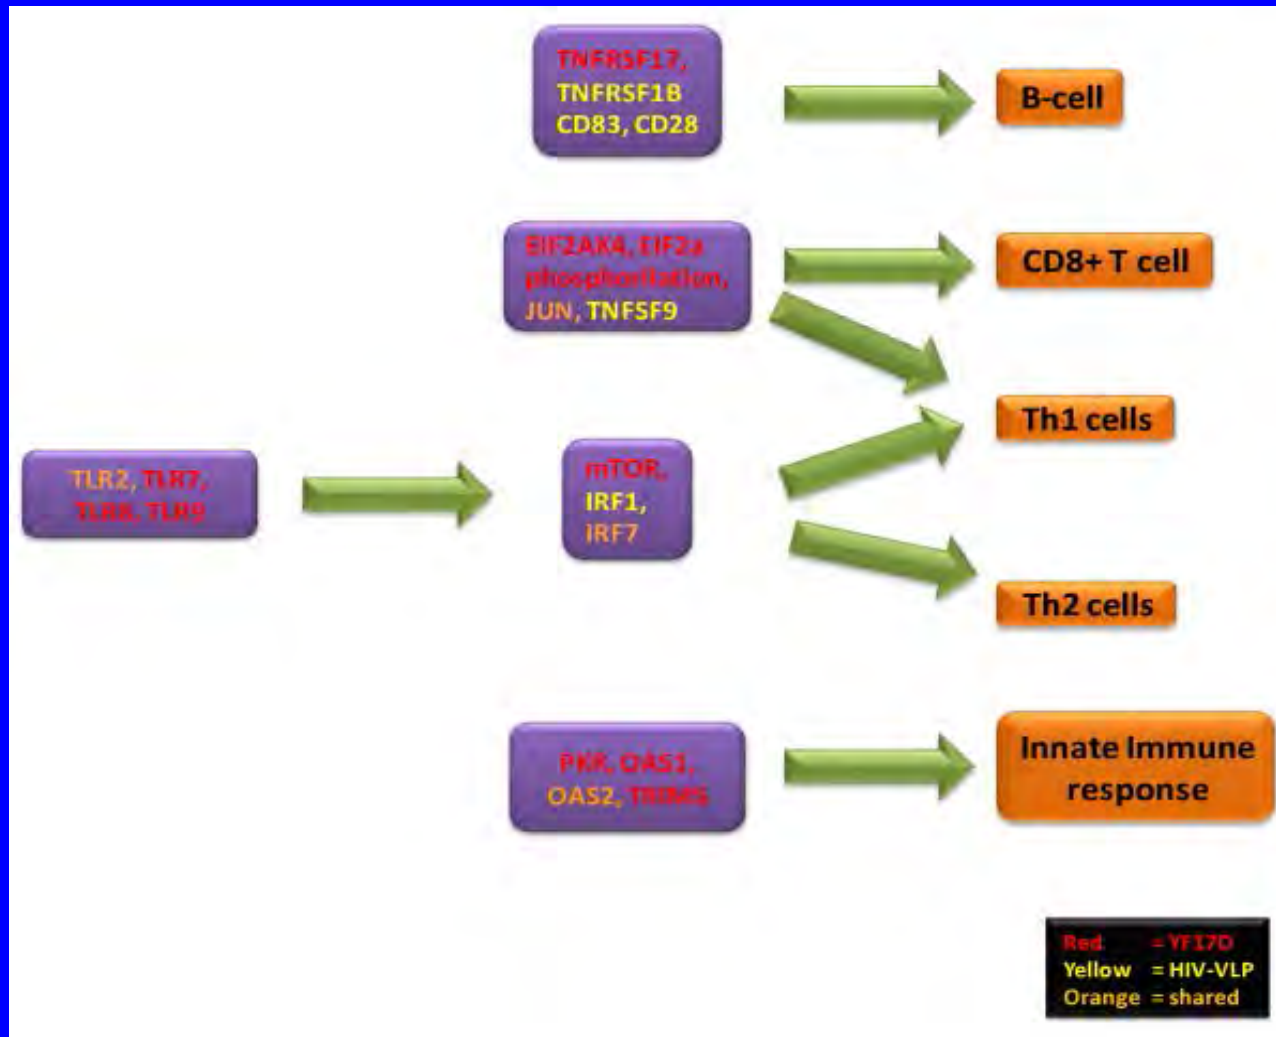 TNFRSF17,
TNFRSF1B
CD83, CD28
B-cell
EIF2AK4, EIF2a
phosphorilation,
JUN, TNFSF9
CD8+ T cell
Th1 cells
TLR2, TLR7,
TLR8, TLR9
mTOR,
IRF1,
IRF7
Th2 cells
PKR, OAS1,
OAS2, TRIM5
Innate Immune
response
Red = YF17D
Yellow = HIV-VLP
Orange = shared